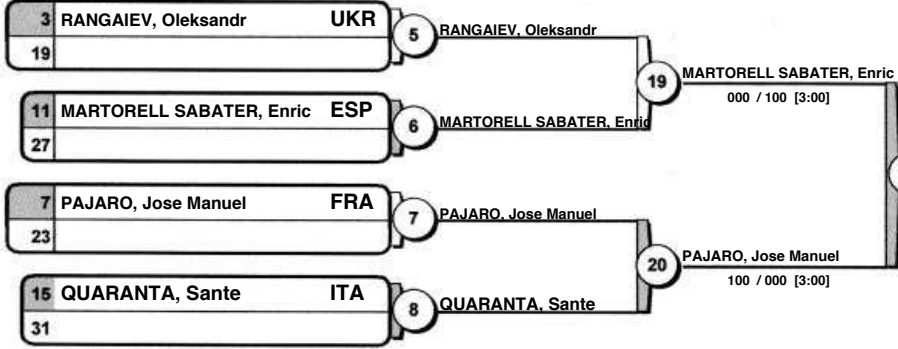 3 RANGAIEV, Oleksandr UKR
19
5
RANGAIEV, Oleksandr
11 MARTORELL SABATER, Enric ESP
27
6
MARTORELL SABATER, Enric
19
MARTORELL SABATER, Enric
000 / 100 [3:00]
7 PAJARO, Jose Manuel FRA
23
7
PAJARO, Jose Manuel
15 QUARANTA, Sante ITA
31
8
QUARANTA, Sante
20
PAJARO, Jose Manuel
100 / 000 [3:00]